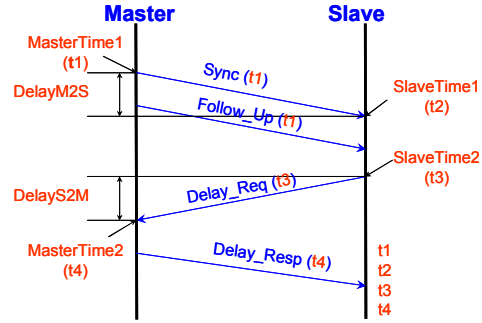 Master
Slave
MasterTime1
(t1)
Sync (t1)
DelayM2S
SlaveTime1
(t2)
Follow_Up (t1)
SlaveTime2
(t3)
DelayS2M
Delay_Req (t3)
MasterTime2
(t4)
Delay_Resp (t4)
t1
t2
t3
t4